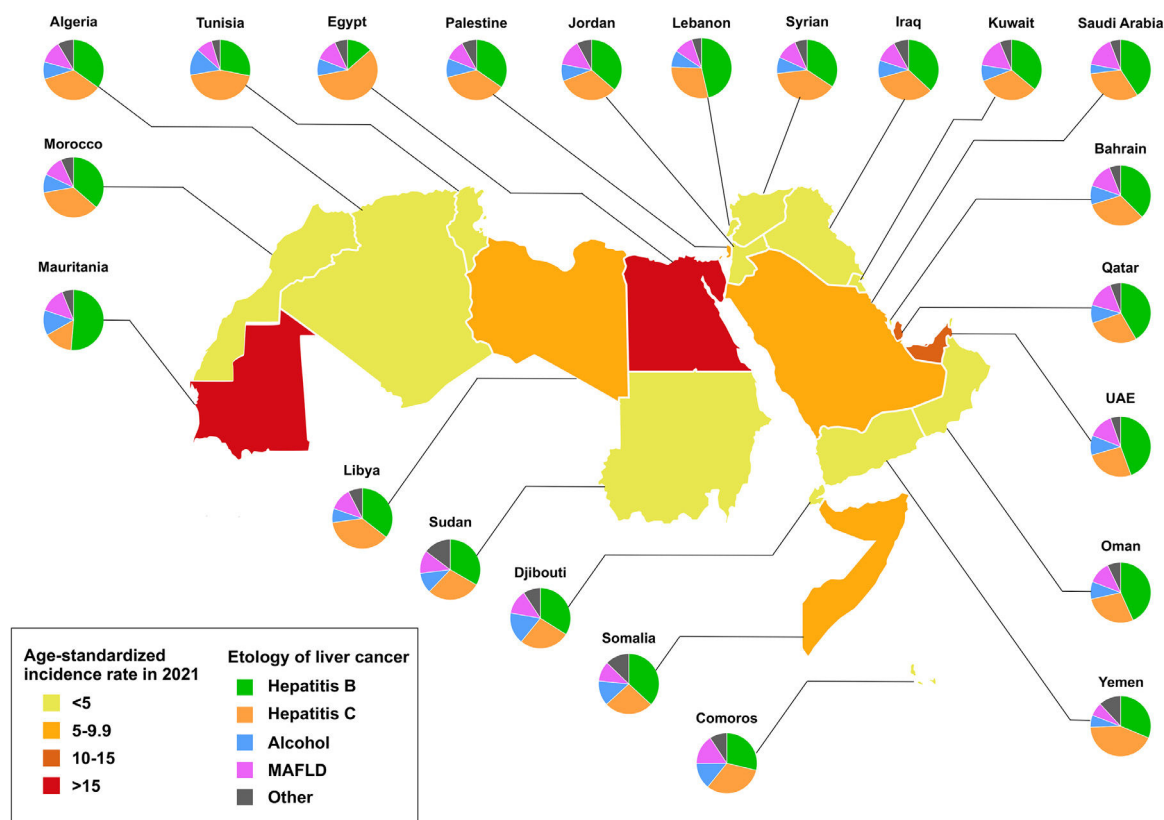 Algeria
Tunisia
Egypt
Palestine
Jordan
Lebanon
Syrian
Iraq
Kuwait
Saudi Arabia
Morocco
Bahrain
Mauritania
Qatar
UAE
Libya
Sudan
Djibouti
Oman
Somalia
Yemen
Comoros
Age-standardized
incidence rate in 2021
<5
5-9.9
10-15
>15
Etology of liver cancer
Hepatitis B
Hepatitis C
Alcohol
MAFLD
Other